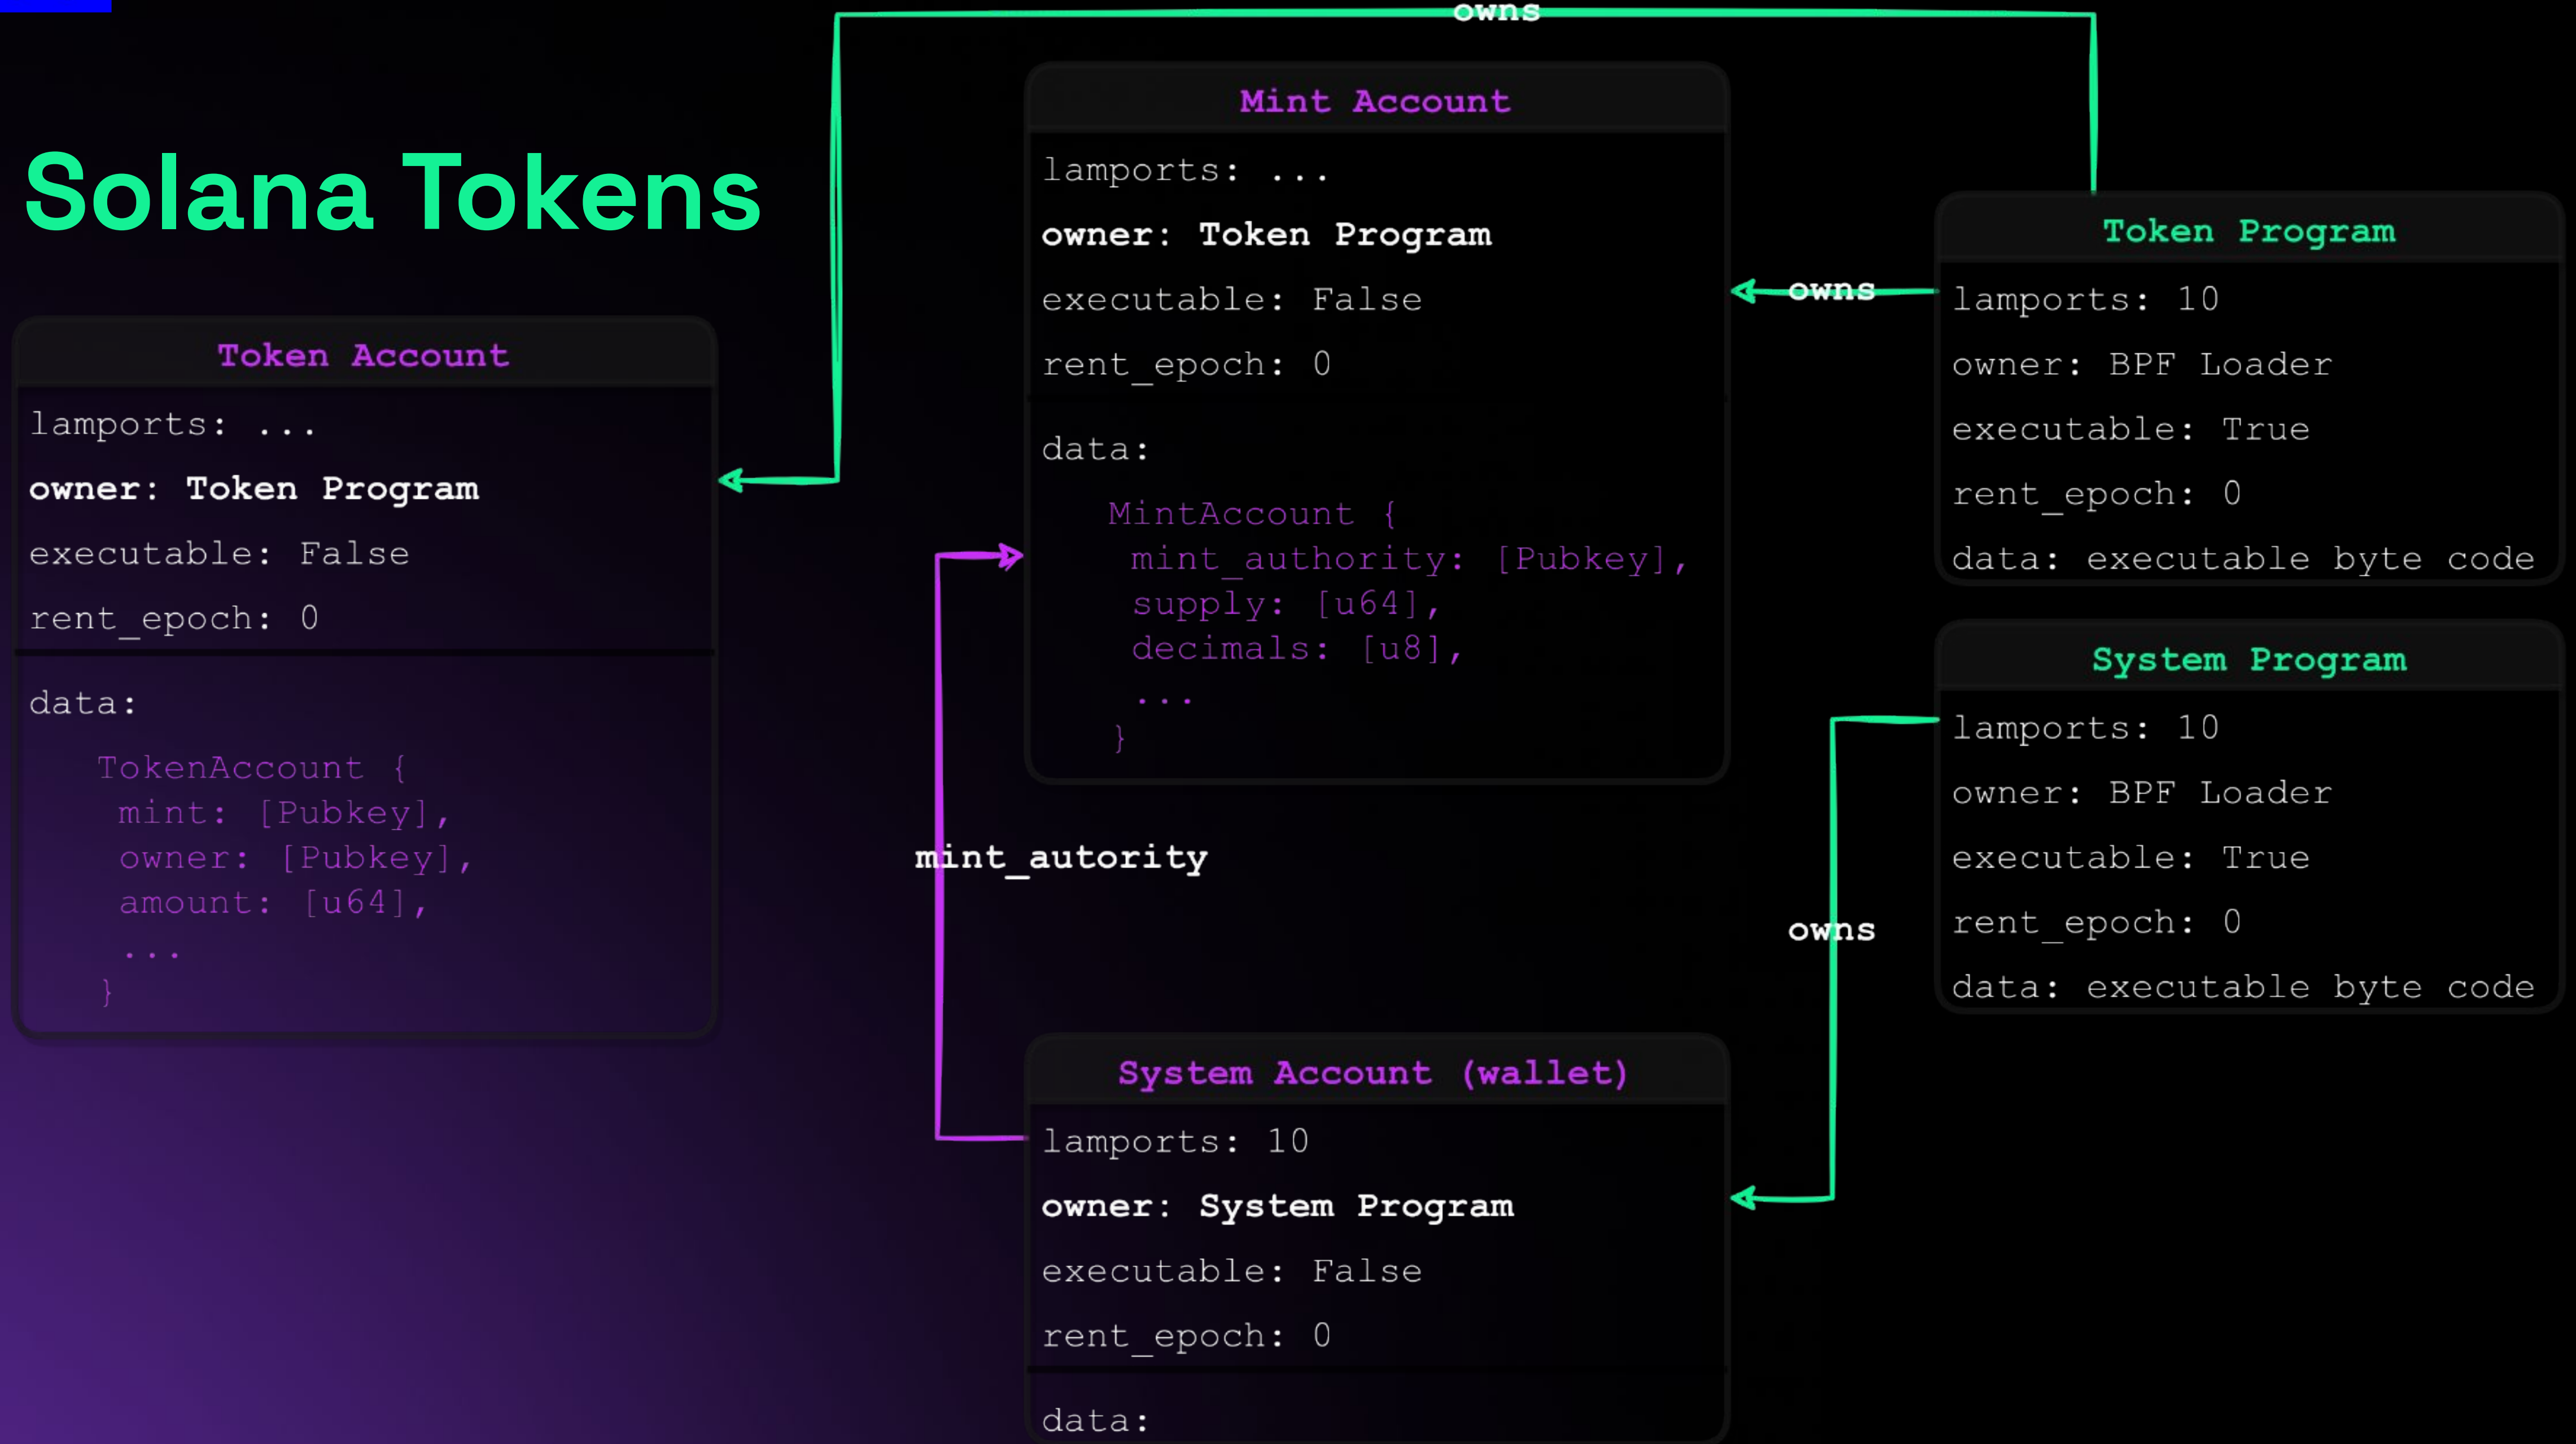 Solana Tokens
owns
Token Account
lamports: ...
owner: Token Program
executable: False
rent_epoch: 0
data:
TokenAccount {
mint: [Pubkey],
owner: [Pubkey],
amount: [u64],
...
}
Mint Account
lamports: ...
owner: Token Program
executable: False
rent_epoch: 0
data:
MintAccount {
mint_authority: [Pubkey],
supply: [u64],
decimals: [u8],
...
}
owns
Token Program
lamports: 10
owner: BPF Loader
executable: True
rent_epoch: 0
data: executable byte code
mint_autority
System Program
lamports: 10
owner: BPF Loader
executable: True
rent_epoch: 0
data: executable byte code
owns
System Account (wallet)
lamports: 10
owner: System Program
executable: False
rent_epoch: 0
data: